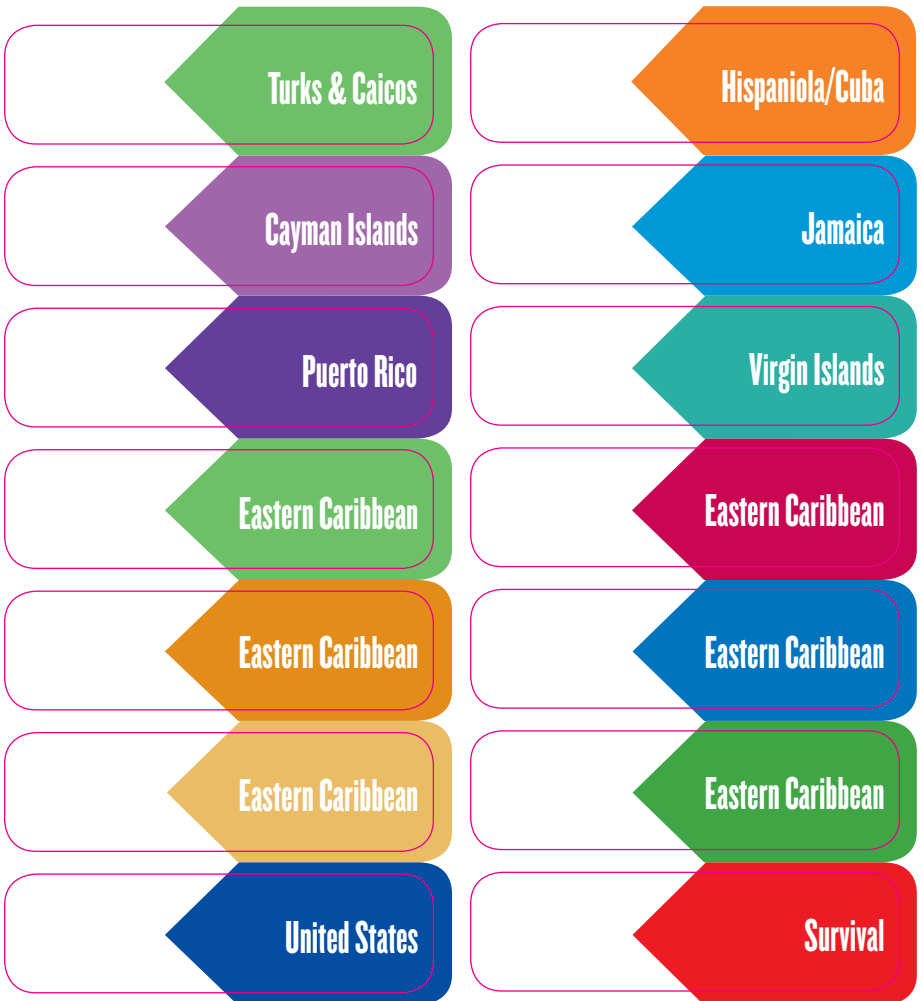 Turks & Caicos
Hispaniola/Cuba
Cayman Islands
Jamaica
Puerto Rico
Virgin Islands
Eastern Caribbean
Eastern Caribbean
Eastern Caribbean
Eastern Caribbean
Eastern Caribbean
Eastern Caribbean
United States
Survival